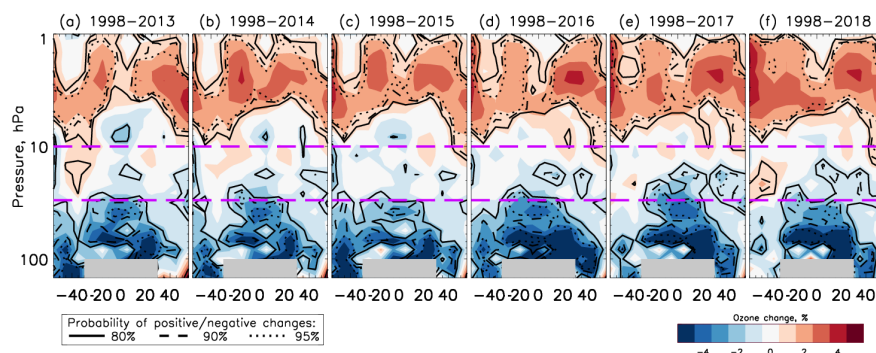 (a) 1998-2013 (b) 1998-2014 (c) 1998-2015 (d) 1998-2016 (e) 1998-2017 (f) 1998-2018
1
10
100
Pressure, hPa
-40 -20 0 20 40 -40 -20 0 20 40 -40 -20 0 20 40 -40 -20 0 20 40 -40 -20 0 20 40 -40 -20 0 20 40
Probability of positive/negative changes:
80% 90% 95%
Ozone change, %
-4 -2 0 2 4